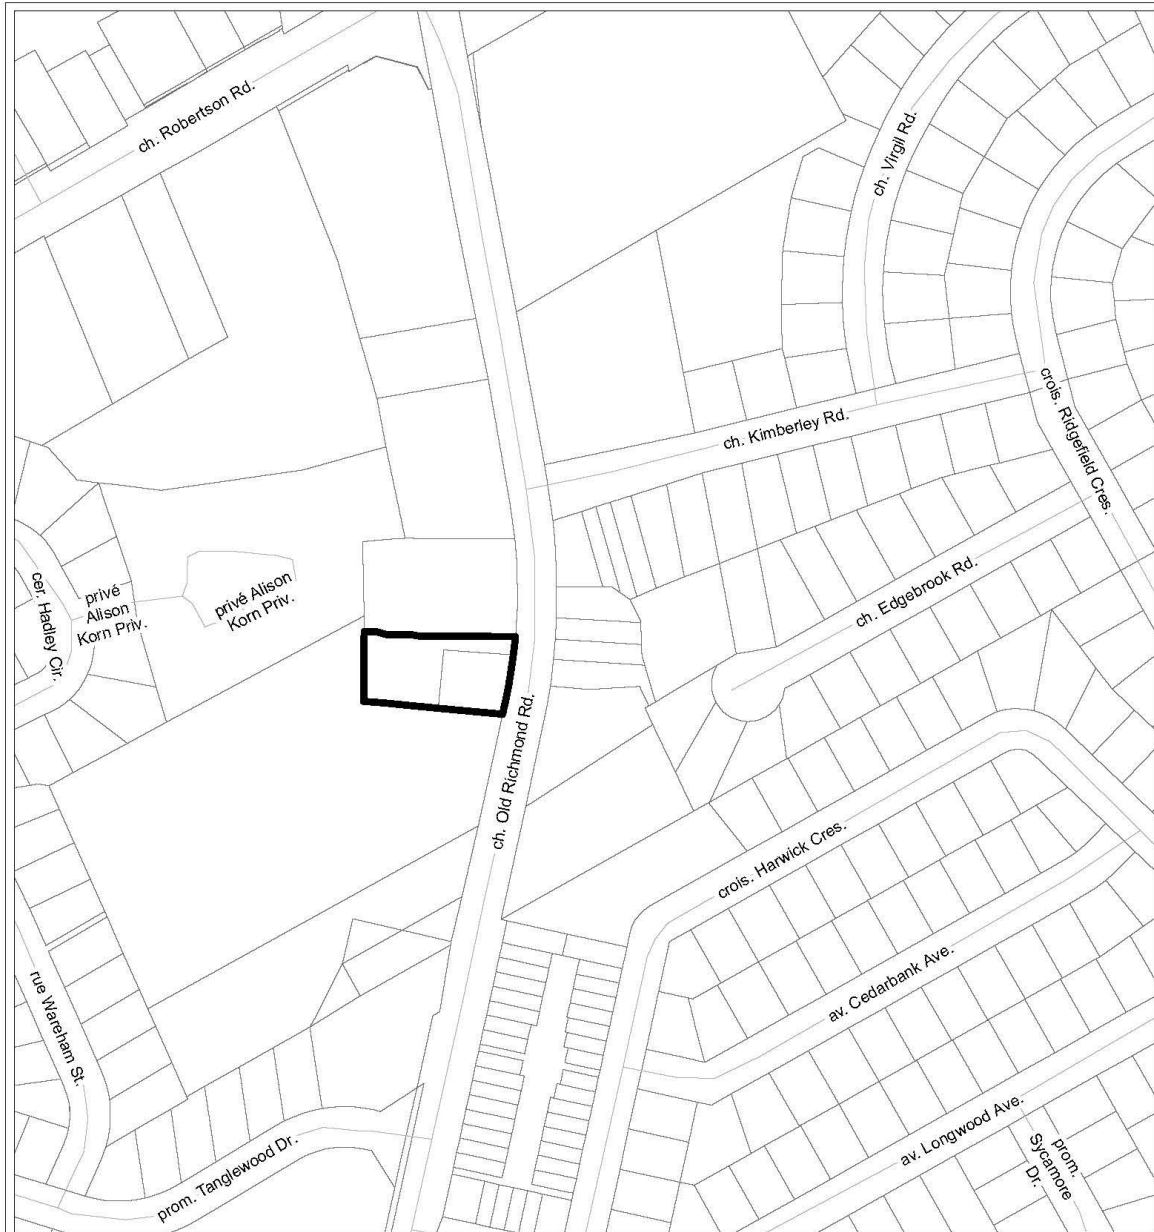 ch. Robertson Rd.
ch. Virgil Rd.
crois. Ridgefield Cres.
ch. Kimberley Rd.
cer. Hadley Cir.
privé
Alison
Korn Priv.
privé Alison
Korn Priv.
ch. Edgebrook Rd.
ch. Old Richmond Rd.
crois. Harwick Cres.
av. Cedarbank Ave.
rue Wareham St.
av. Longwood Ave.
prom.
Sycamore
Dr.
prom. Tanglewood Dr.